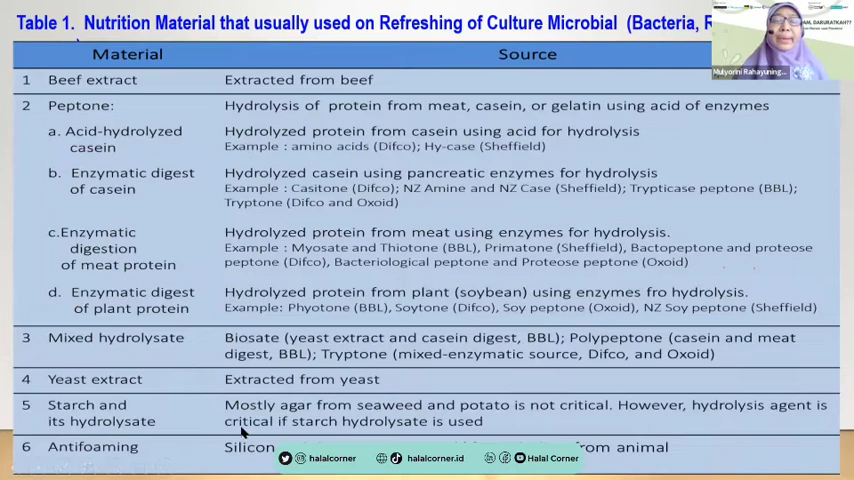 Table 1. Nutrition Material that usually used on Refreshing of Culture Microbial (Bacteria,
DARURATKAH??
Mulyorini Rahayuning...
Material Source
1 Beef extract Extracted from beef
2 Peptone: Hydrolysis of protein from meat, casein, or gelatin using acid of enzymes
a. Acid-hydrolyzed casein Hydrolyzed protein from casein using acid for hydrolysis
Example : amino acids (Difco); Hy-case (Sheffield)
b. Enzymatic digest of casein Hydrolyzed casein using pancreatic enzymes for hydrolysis
Example : Casitone (Difco); NZ Amine and NZ Case (Sheffield); Trypticase peptone (BBL);
Tryptone (Difco and Oxoid)
c.Enzymatic digestion of meat protein Hydrolyzed protein from meat using enzymes for hydrolysis.
Example : Myosate and Thiotone (BBL), Primatone (Sheffield), Bactopeptone and proteose
peptone (Difco), Bacteriological peptone and Proteose peptone (Oxoid)
d. Enzymatic digest of plant protein Hydrolyzed protein from plant (soybean) using enzymes fro hydrolysis.
Example: Phyotone (BBL), Soytone (Difco), Soy peptone (Oxoid), NZ Soy peptone (Sheffield)
3 Mixed hydrolysate Biosate (yeast extract and casein digest, BBL); Polypeptone (casein and meat
digest, BBL); Tryptone (mixed-enzymatic source, Difco, and Oxoid)
4 Yeast extract Extracted from yeast
5 Starch and its hydrolysate Mostly agar from seaweed and potato is not critical. However, hydrolysis agent is
critical if starch hydrolysate is used
6 Antifoaming Silicon from animal
halalcorner halalcorner.id Halal Corner